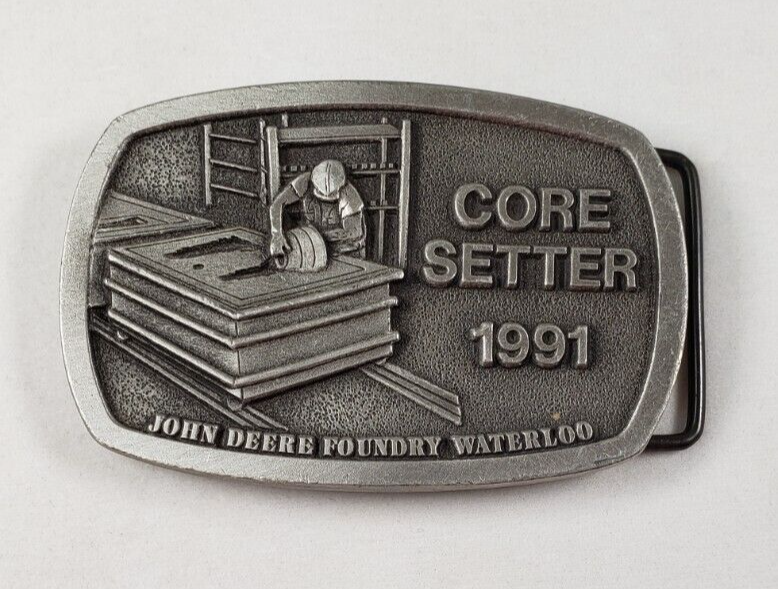 CORE
SETTER
1991
JOHN DEERE FOUNDRY WATERLOO